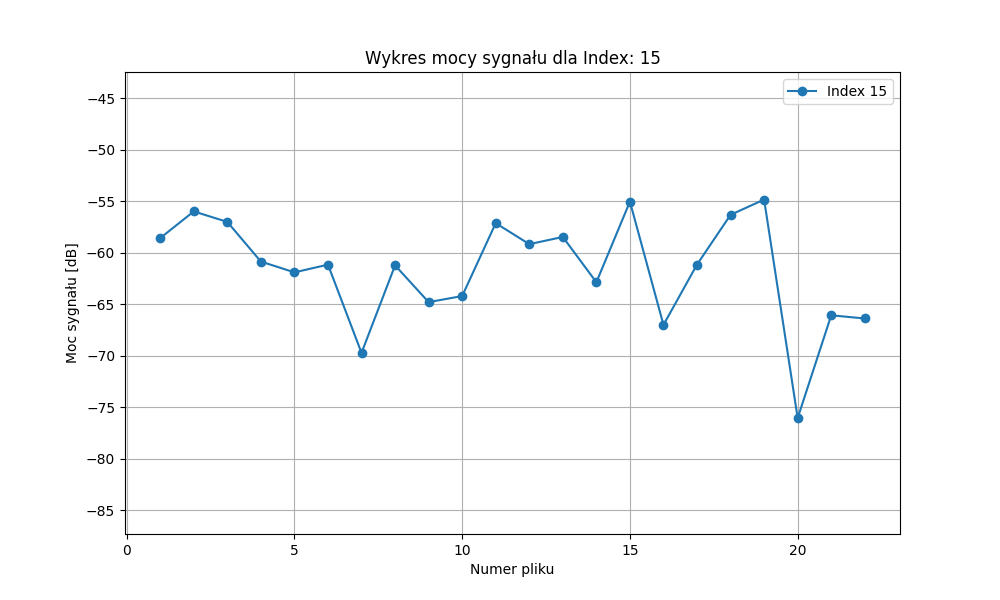 Wykres mocy sygnału dla Index: 15
Index 15
−45
−50
−55
−60
−65
−70
−75
−80
−85
Moc sygnału [dB]
0 5 10 15 20
Numer pliku